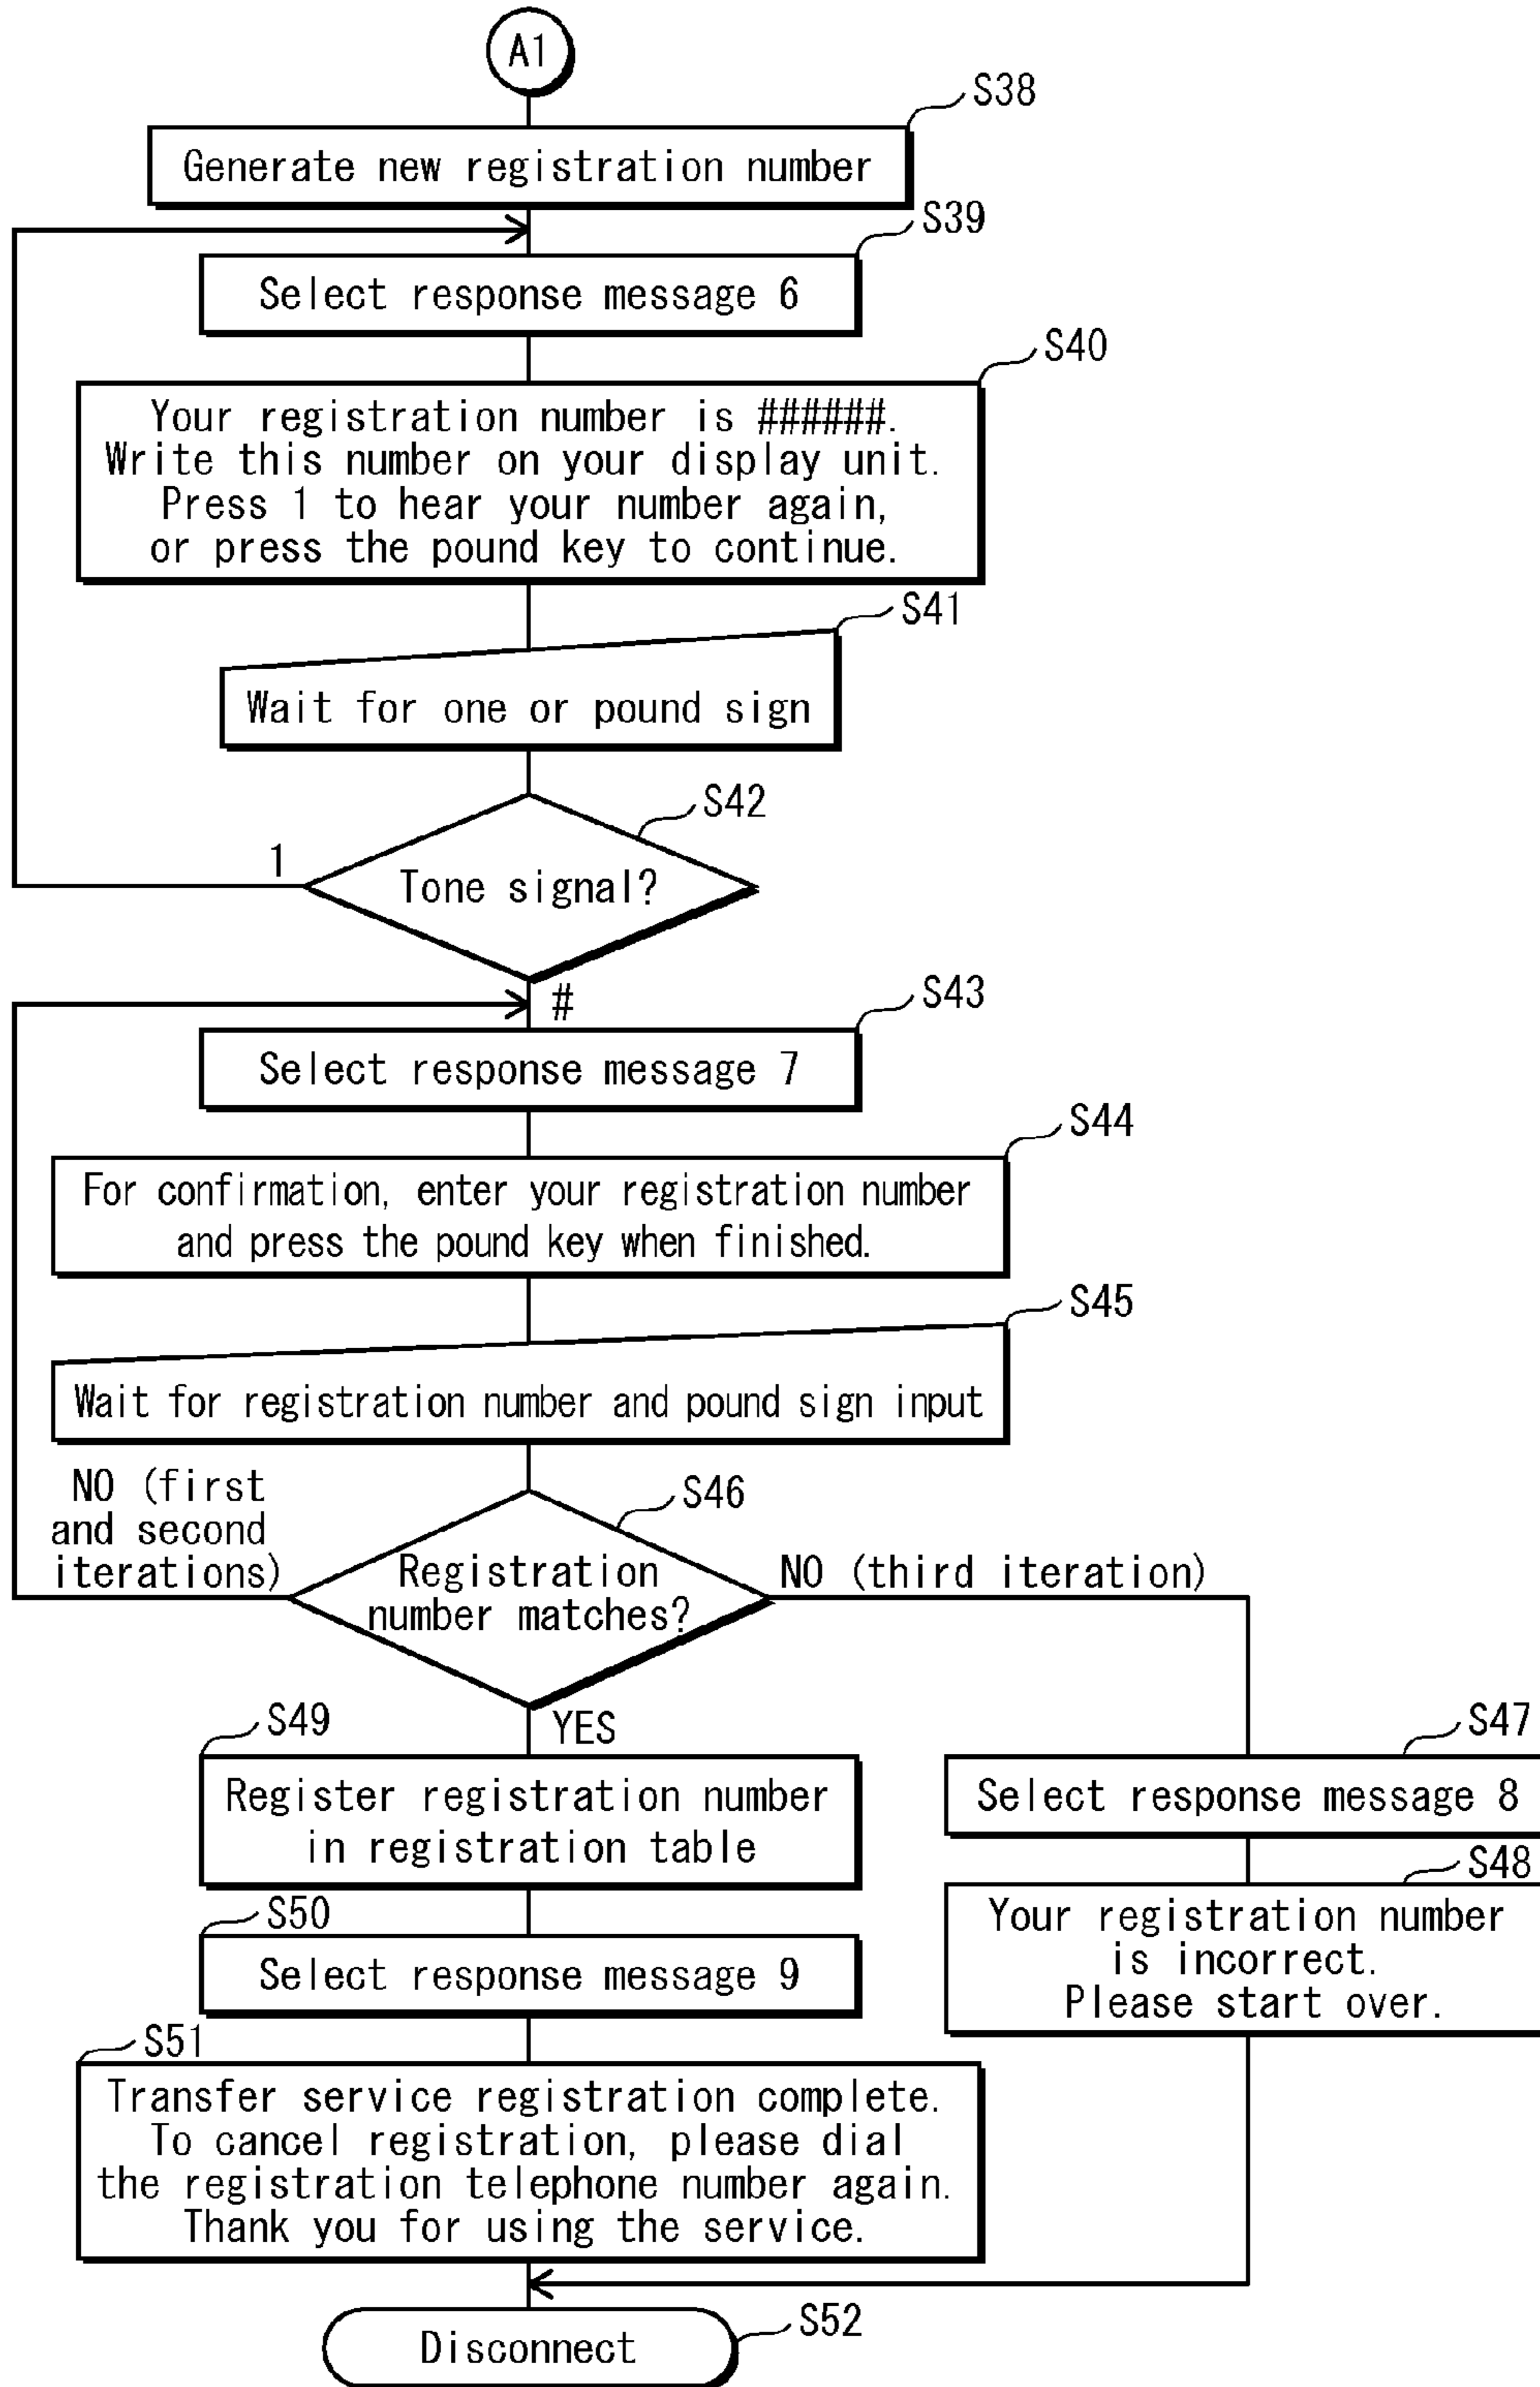 A1
S38
Generate new registration number
S39
Select response message 6
S40
Your registration number is ######.
Write this number on your display unit.
Press 1 to hear your number again,
or press the pound key to continue.
S41
Wait for one or pound sign
S42
1
Tone signal?
#
S43
Select response message 7
S44
For confirmation, enter your registration number
and press the pound key when finished.
S45
Wait for registration number and pound sign input
NO (first
and second
iterations)
S46
Registration
number matches?
NO (third iteration)
YES
S49
Register registration number
in registration table
S47
Select response message 8
S48
Your registration number
is incorrect.
Please start over.
S50
Select response message 9
S51
Transfer service registration complete.
To cancel registration, please dial
the registration telephone number again.
Thank you for using the service.
S52
Disconnect